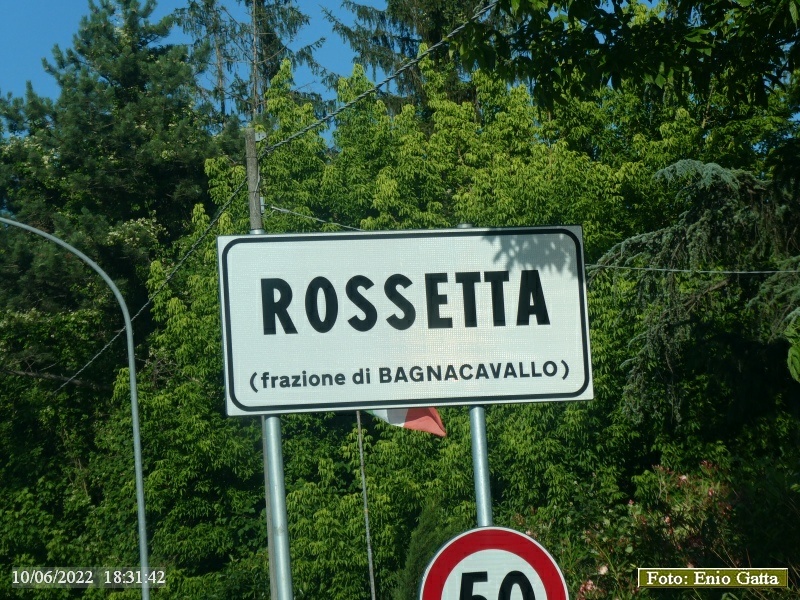 ROSSETTA
(frazione di BAGNACAVALLO)
50
10/06/2022 18:31:42
Foto: Enio Gatta